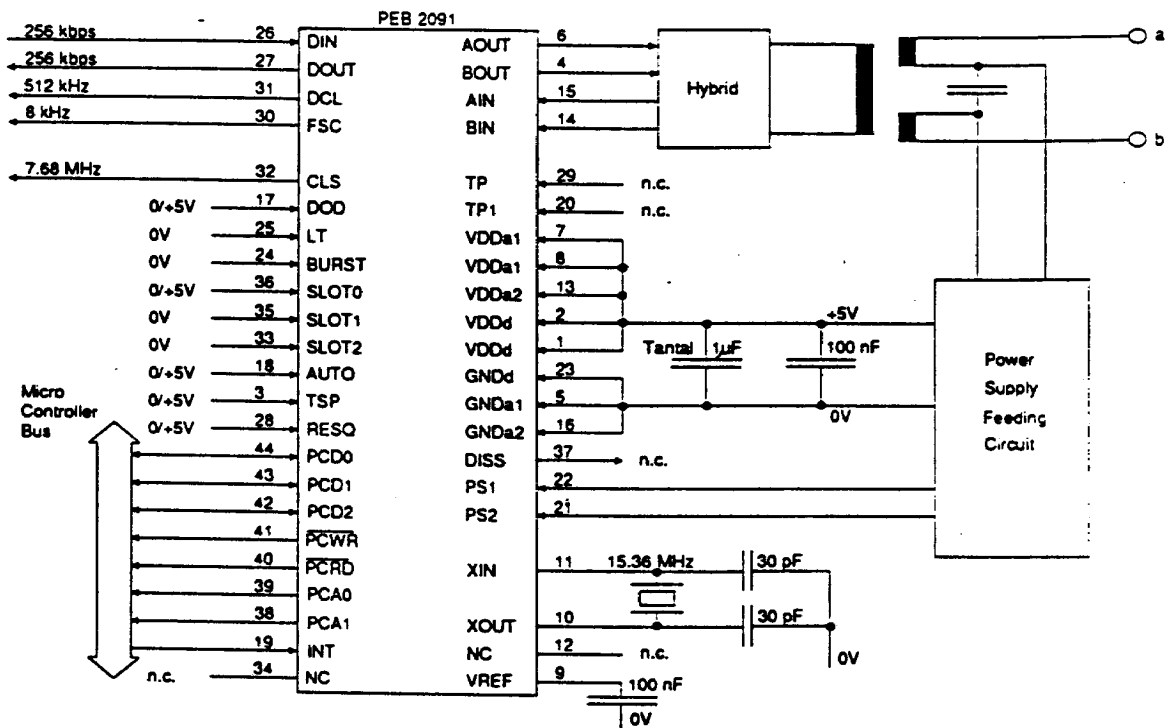 PEB 2091
256 kbps 26 DIN
256 kbps 27 DOUT
512 kHz 31 DCL
8 kHz 30 FSC
7.68 MHz 32 CLS
0/+5V 17 DOD
0V 25 LT
0V 24 BURST
0/+5V 36 SLOT0
0V 35 SLOT1
0V 33 SLOT2
0/+5V 18 AUTO
0/+5V 3 TSP
0/+5V 28 RESQ
Micro
Controller
Bus
44 PCD0
43 PCD1
42 PCD2
41 PCWR
40 PCRD
39 PCA0
38 PCA1
19 INT
n.c. 34 NC
AOUT 6
BOUT 4
AIN 15
BIN 14
Hybrid
a
b
TP 29 n.c.
TP1 20 n.c.
VDDa1 7
VDDa1 8
VDDa2 13
VDDd 2 +5V
VDDd 1
Tantal 1µF
100 nF
GNDd 23
GNDa1 5 0V
GNDa2 16
DISS 37 n.c.
PS1 22
PS2 21
Power
Supply
Feeding
Circuit
XIN 11 15.36 MHz 30 pF
XOUT 10 30 pF
0V
NC 12 n.c.
VREF 9 100 nF
0V